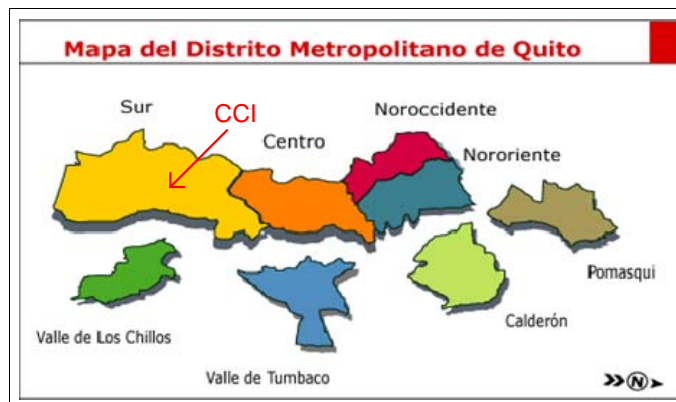 Mapa del Distrito Metropolitano de Quito
Sur
CCI
Centro
Noroccidente
Nororiente
Pomasqui
Calderón
Valle de Los Chillos
Valle de Tumbaco
N